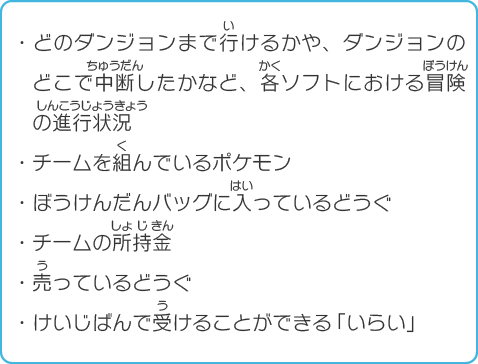 ・どのダンジョンまで行けるかや、ダンジョンの
どこで中断したかなど、各ソフトにおける冒険
の進行状況
・チームを組んでいるポケモン
・ぼうけんだんバッグに入っているどうぐ
・チームの所持金
・売っているどうぐ
・けいじばんで受けることができる「いらい」